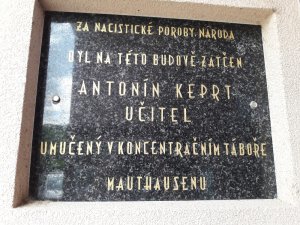 ZA NACISTICKÉ POROBY NÁRODA
BYL NA TÉTO BUDOVĚ ZATČEN
ANTONÍN KEPRT
UČITEL
UMUČENÝ V KONCENTRAČNÍM TÁBOŘE
MAUTHAUSENU